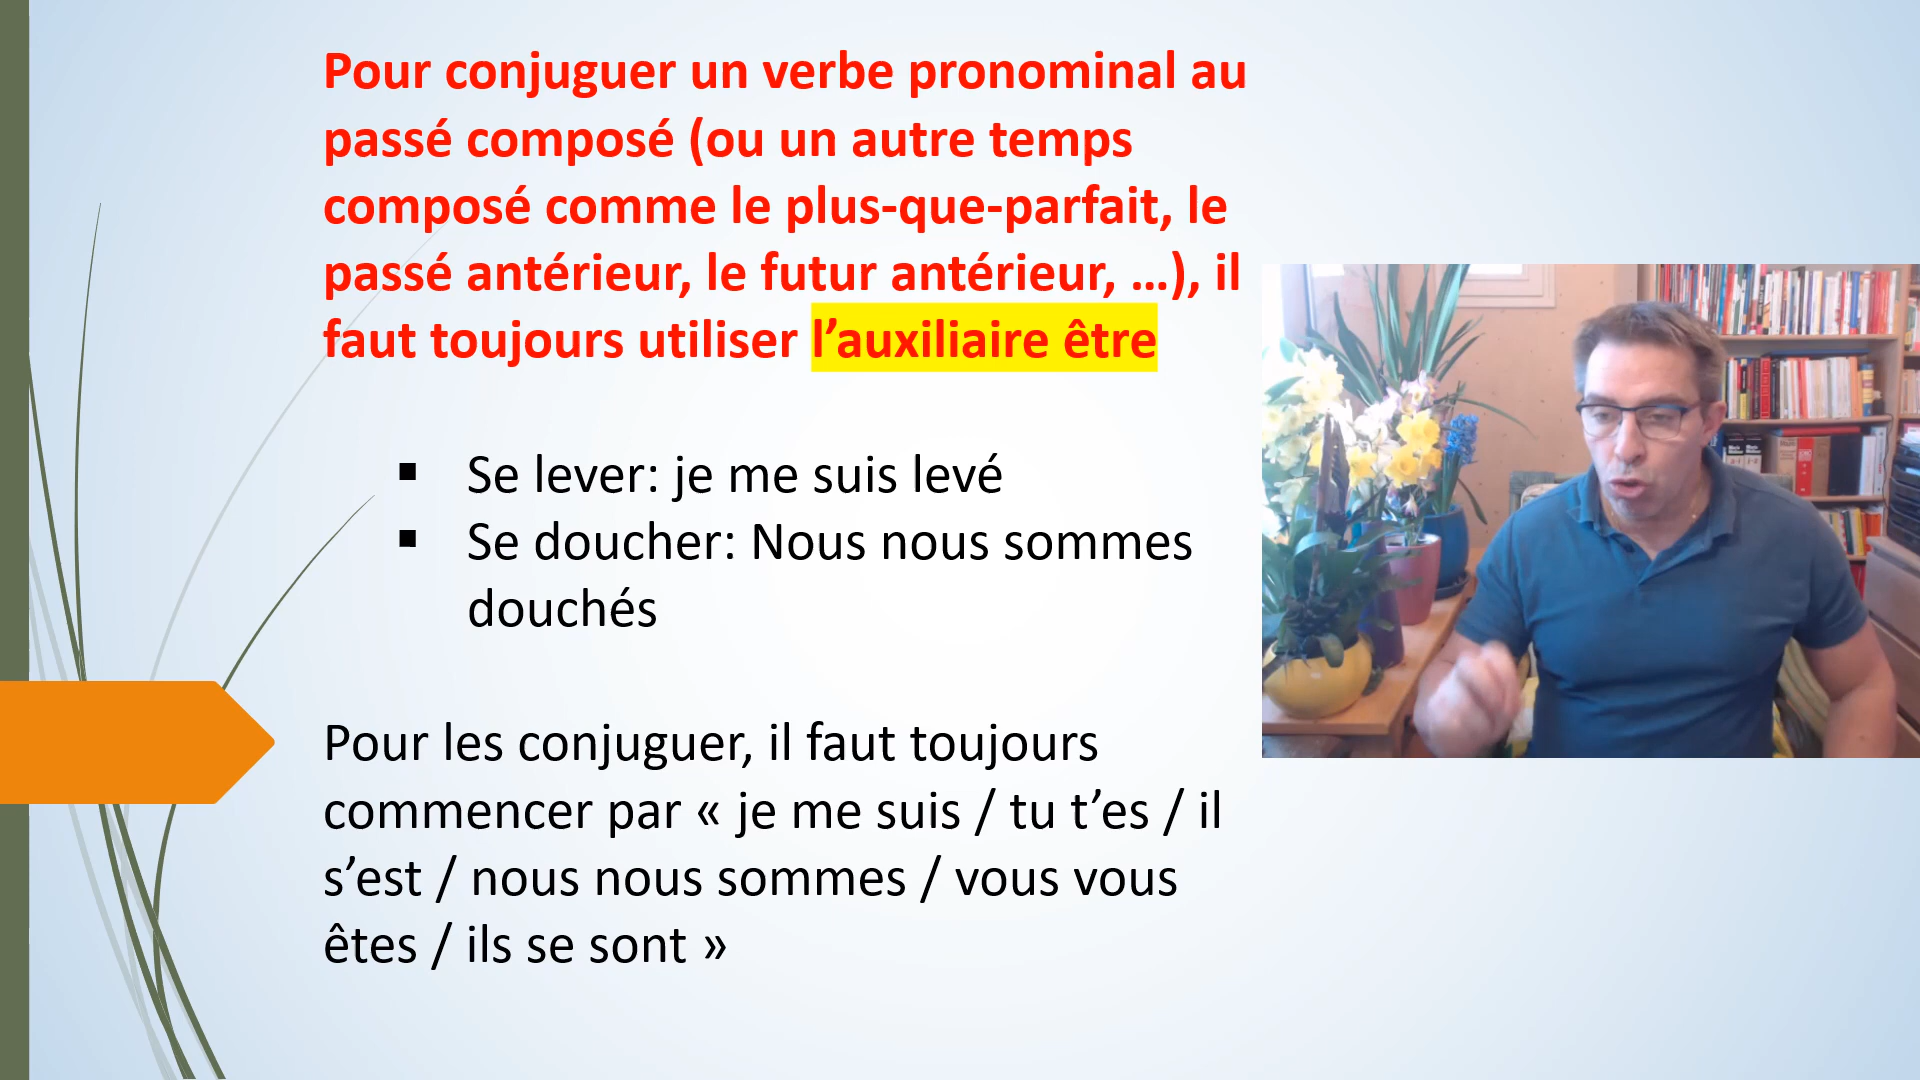 Pour conjuguer un verbe pronominal au
passé composé (ou un autre temps
composé comme le plus-que-parfait, le
passé antérieur, le futur antérieur, …), il
faut toujours utiliser l’auxiliaire être
▪ Se lever: je me suis levé
▪ Se doucher: Nous nous sommes
douchés
Pour les conjuguer, il faut toujours
commencer par « je me suis / tu t’es / il
s’est / nous nous sommes / vous vous
êtes / ils se sont »